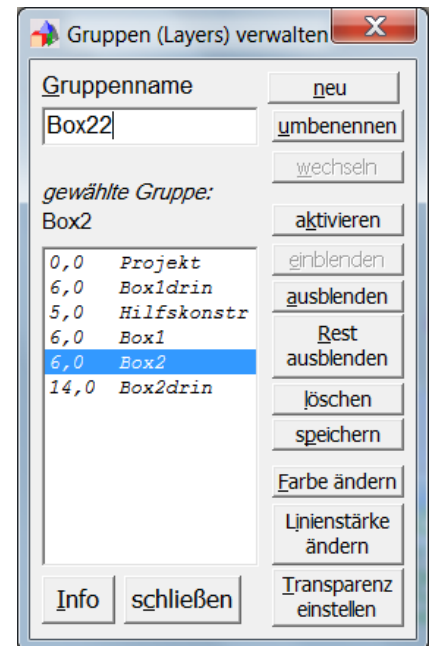 Gruppen (Layers) verwalten
X
Gruppenname
neu
Box22
umbenennen
wechseln
gewählte Gruppe:
Box2
aktivieren
0,0 Projekt
6,0 Box1drin
5,0 Hilfskonstr
6,0 Box1
6,0 Box2
14,0 Box2drin
einblenden
ausblenden
Rest
ausblenden
löschen
speichern
Farbe ändern
Linienstärke
ändern
Transparenz
einstellen
Info
schließen